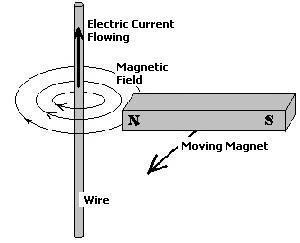 Electric Current
Flowing
Magnetic
Field
N
S
Moving Magnet
Wire